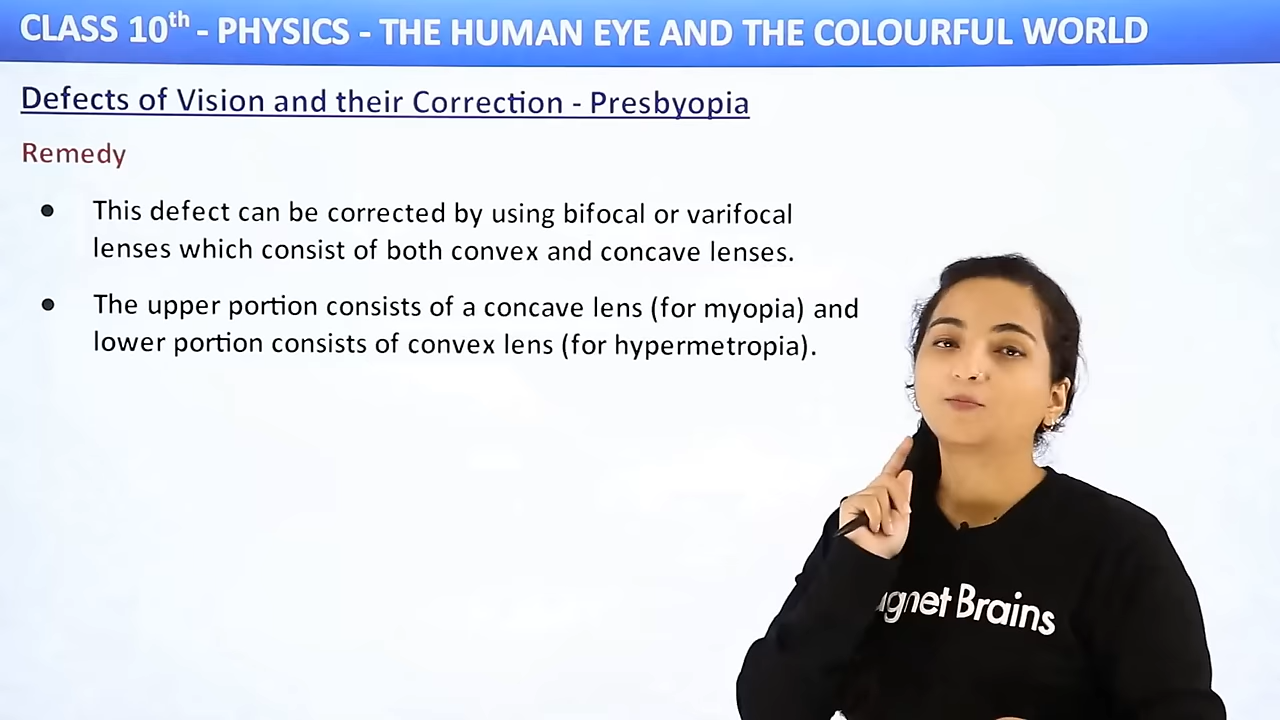 CLASS 10th - PHYSICS - THE HUMAN EYE AND THE COLOURFUL WORLD
Defects of Vision and their Correction - Presbyopia
Remedy
● This defect can be corrected by using bifocal or varifocal
lenses which consist of both convex and concave lenses.
● The upper portion consists of a concave lens (for myopia) and
lower portion consists of convex lens (for hypermetropia).
agnet Brains